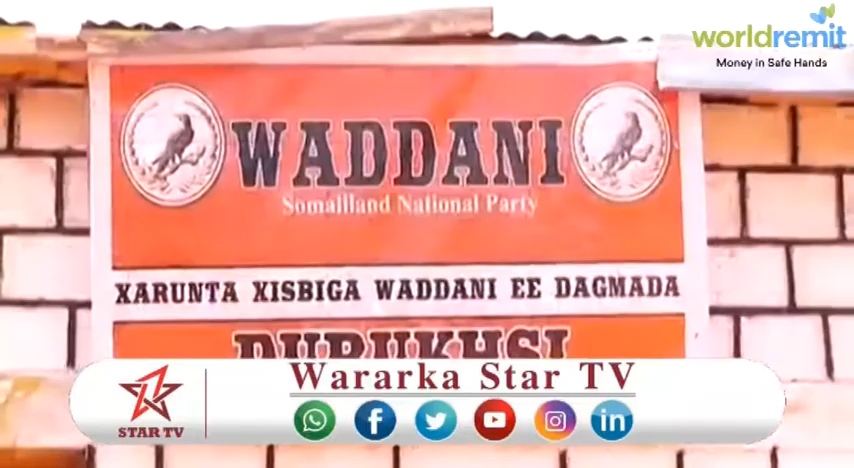 worldremit
Money in Safe Hands
WADDANI
Somaliland National Party
XARUNTA XISBIGA WADDANI EE DAGMADA
DURUKHSI
Wararka Star TV
STAR TV